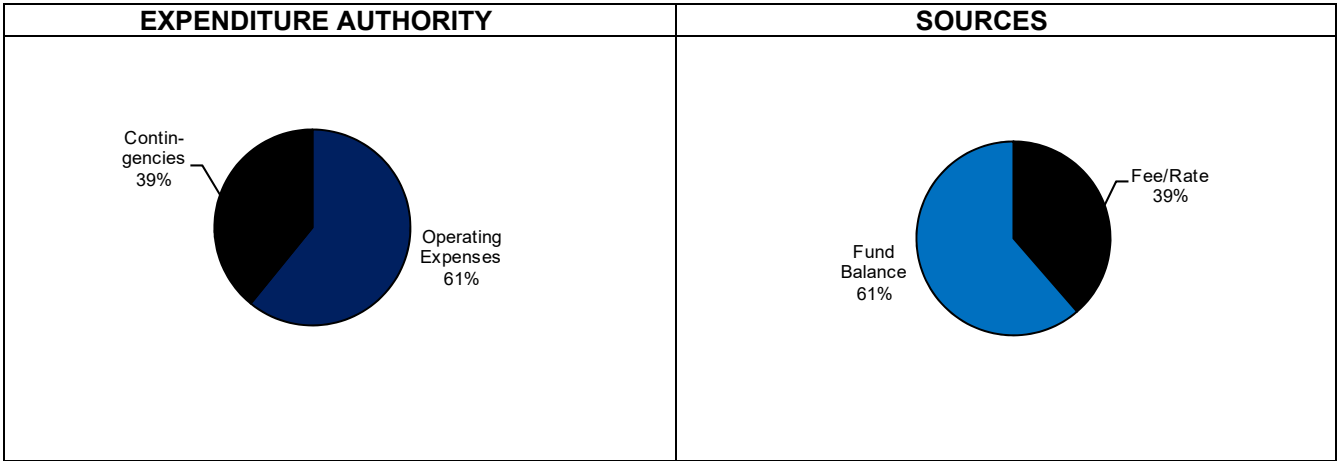 EXPENDITURE AUTHORITY
Contin-
gencies
39%
Operating
Expenses
61%
SOURCES
Fee/Rate
39%
Fund
Balance
61%